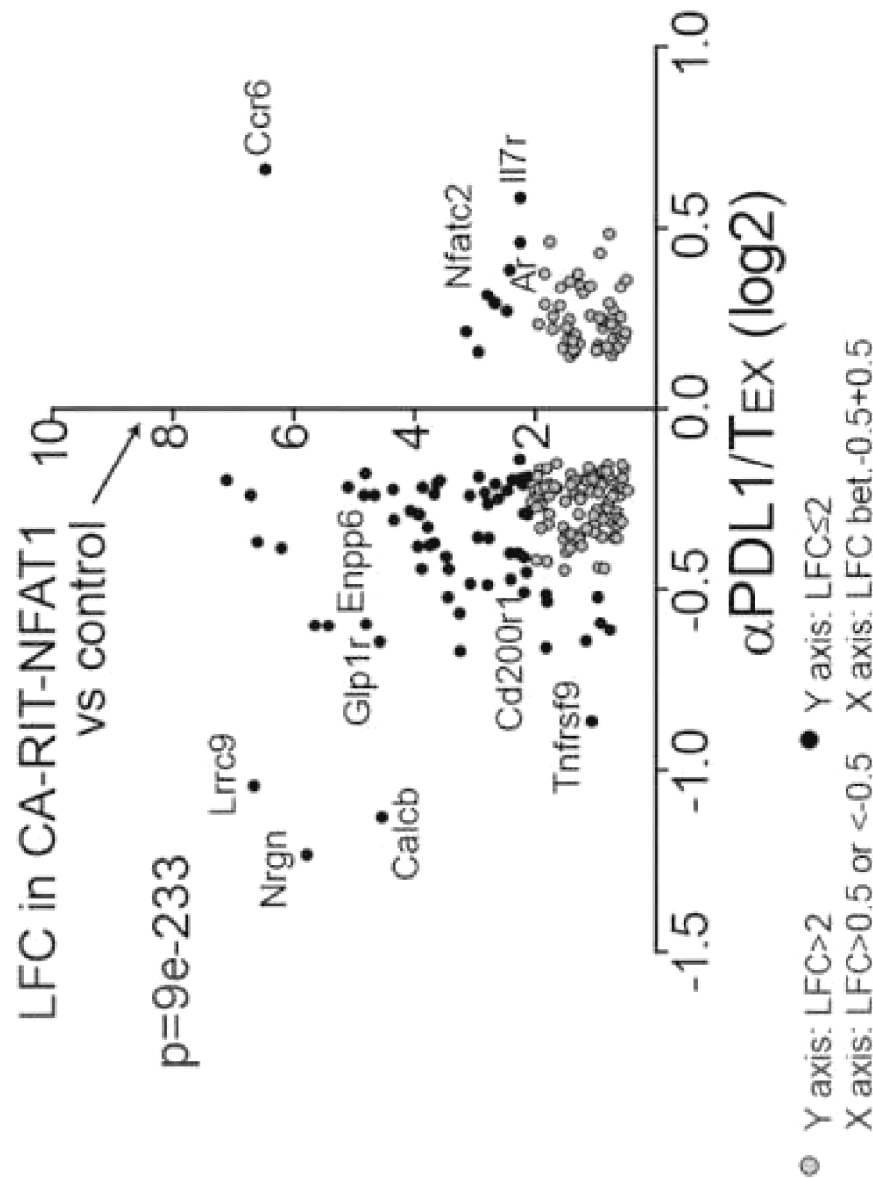 LFC in CA-RIT-NFAT1
vs control
p=9e-233
10
8
6
4
2
Ccr6
Nfatc2
Il7r
Ar
Lrrc9
Nrgn
Glp1r
Enpp6
Calcb
Cd200r1
Tnfrsf9
-1.5
-1.0
-0.5
0.0
0.5
1.0
αPDL1/TEX (log2)
Y axis: LFC>2
X axis: LFC>0.5 or <-0.5
Y axis: LFC≤2
X axis: LFC bet.-0.5+0.5